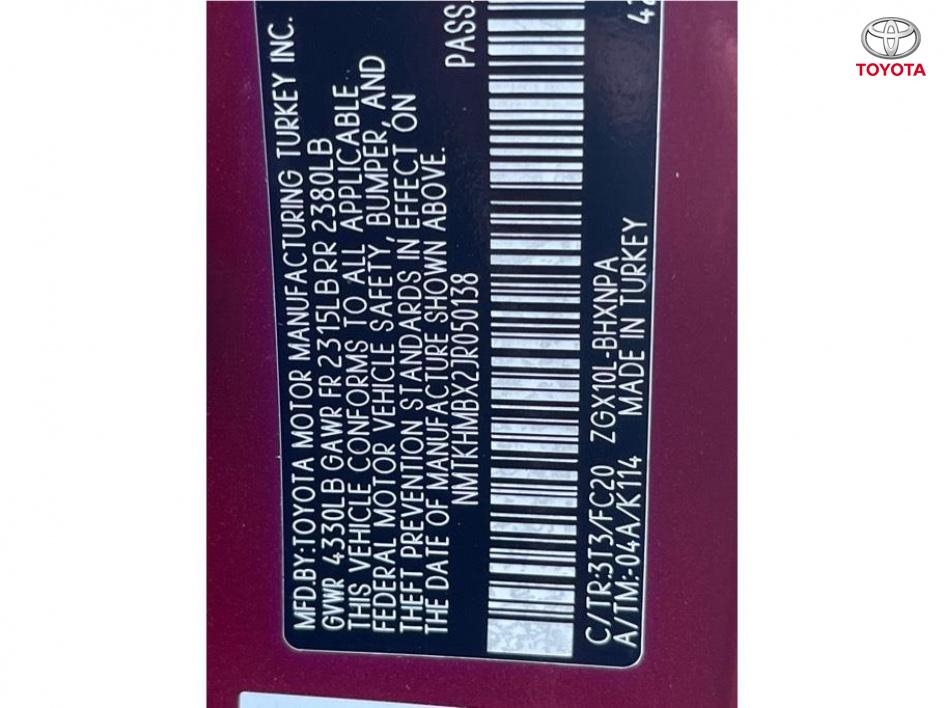 MFD.BY:TOYOTA MOTOR MANUFACTURING TURKEY INC.
GVWR 4330LB GAWR FR 2315LB RR 2380LB
THIS VEHICLE CONFORMS TO ALL APPLICABLE
FEDERAL MOTOR VEHICLE SAFETY, BUMPER, AND
THEFT PREVENTION STANDARDS IN EFFECT ON
THE DATE OF MANUFACTURE SHOWN ABOVE.
NMTKHMBX2JR050138 PASS.
C/TR:3T3/FC20 ZGX10L-BHXNPA
A/TM:-04A/K114 MADE IN TURKEY
TOYOTA